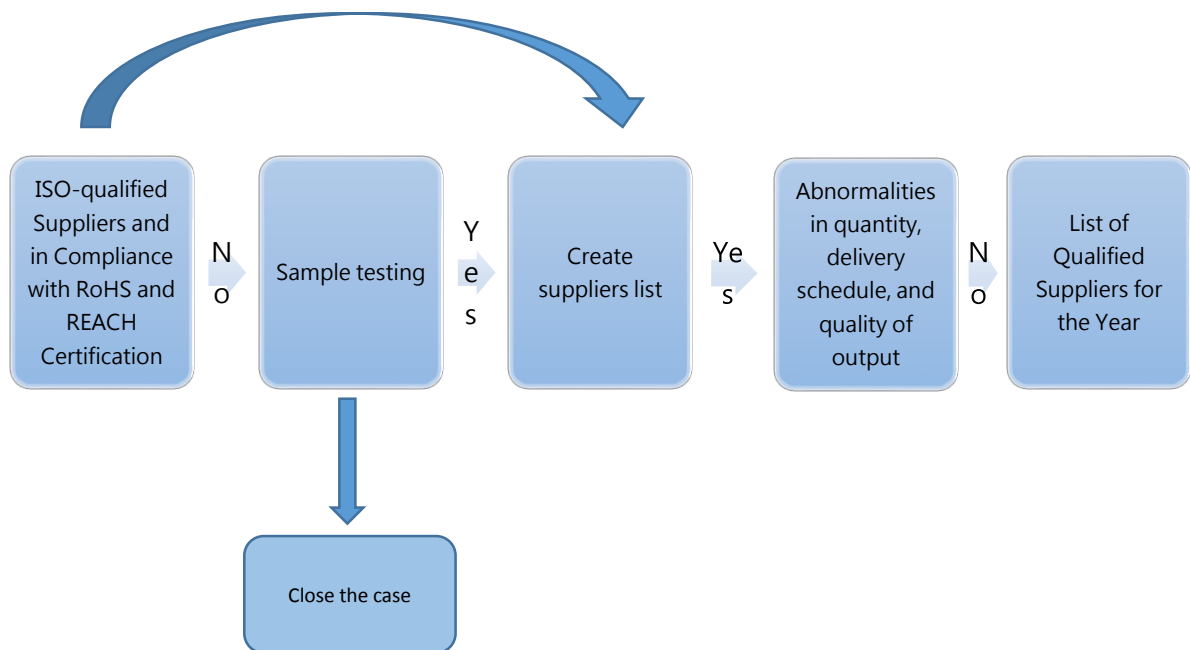 ISO-qualified
Suppliers and
in Compliance
with RoHS and
REACH
Certification
N
o
Sample testing
Y
e
s
Create
suppliers list
Ye
s
Abnormalities
in quantity,
delivery
schedule, and
quality of
output
N
o
List of
Qualified
Suppliers for
the Year
Close the case